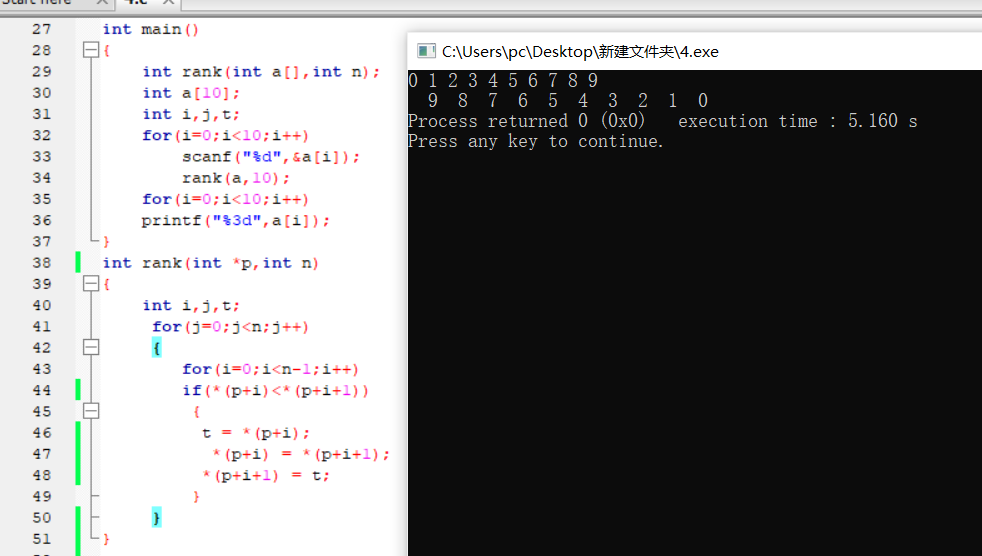 Start here
4.c
27 int main()
28 {
29 int rank(int a[],int n);
30 int a[10];
31 int i,j,t;
32 for(i=0;i<10;i++)
33 scanf("%d",&a[i]);
34 rank(a,10);
35 for(i=0;i<10;i++)
36 printf("%3d",a[i]);
37 }
38 int rank(int *p,int n)
39 {
40 int i,j,t;
41 for(j=0;j<n;j++)
42 {
43 for(i=0;i<n-1;i++)
44 if(*(p+i)<*(p+i+1))
45 {
46 t = *(p+i);
47 *(p+i) = *(p+i+1);
48 *(p+i+1) = t;
49 }
50 }
51 }
C:\Users\pc\Desktop\新建文件夹\4.exe
0 1 2 3 4 5 6 7 8 9
9 8 7 6 5 4 3 2 1 0
Process returned 0 (0x0) execution time : 5.160 s
Press any key to continue.